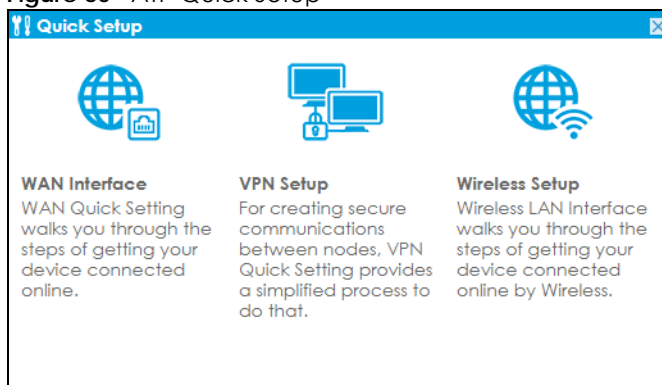 Quick Setup
WAN Interface
WAN Quick Setting
walks you through the
steps of getting your
device connected
online.
VPN Setup
For creating secure
communications
between nodes, VPN
Quick Setting provides
a simplified process to
do that.
Wireless Setup
Wireless LAN Interface
walks you through the
steps of getting your
device connected
online by Wireless.